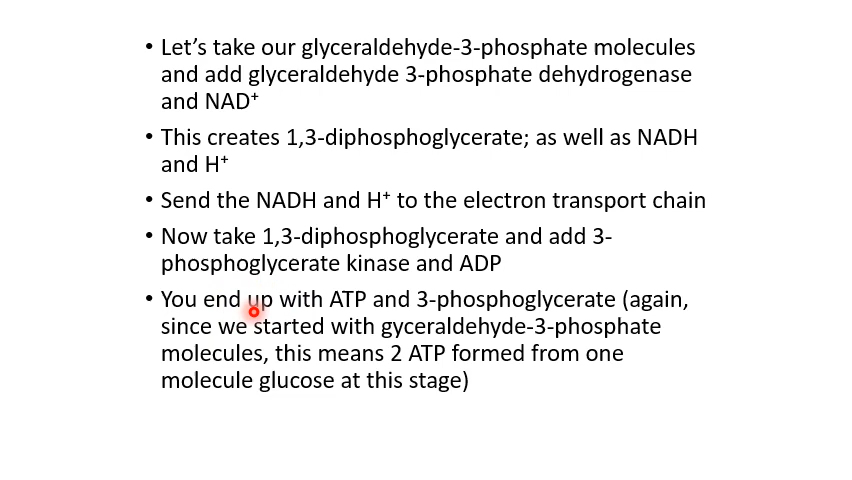 • Let’s take our glyceraldehyde-3-phosphate molecules
and add glyceraldehyde 3-phosphate dehydrogenase
and NAD⁺
• This creates 1,3-diphosphoglycerate; as well as NADH
and H⁺
• Send the NADH and H⁺ to the electron transport chain
• Now take 1,3-diphosphoglycerate and add 3-
phosphoglycerate kinase and ADP
• You end up with ATP and 3-phosphoglycerate (again,
since we started with gyceraldehyde-3-phosphate
molecules, this means 2 ATP formed from one
molecule glucose at this stage)